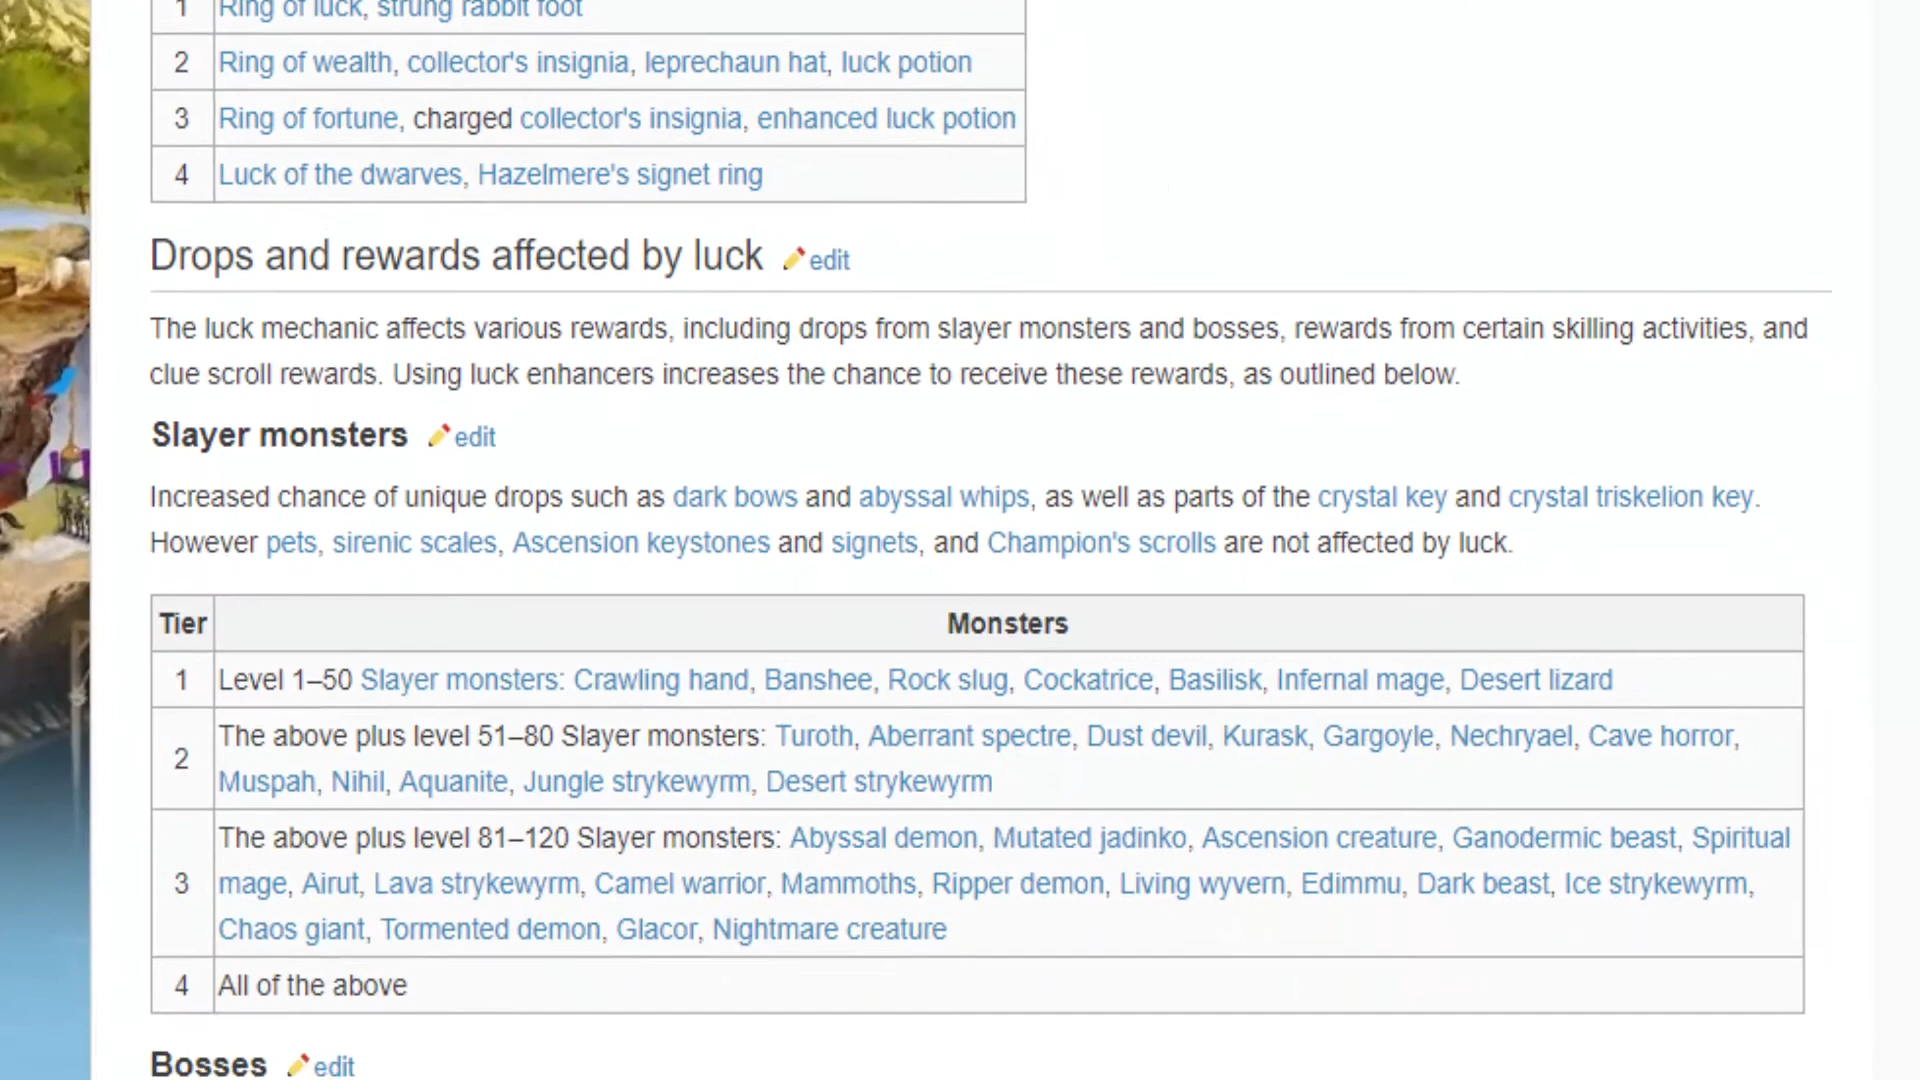 1 Ring of luck, strung rabbit foot
2 Ring of wealth, collector's insignia, leprechaun hat, luck potion
3 Ring of fortune, charged collector's insignia, enhanced luck potion
4 Luck of the dwarves, Hazelmere's signet ring
Drops and rewards affected by luck edit
The luck mechanic affects various rewards, including drops from slayer monsters and bosses, rewards from certain skilling activities, and
clue scroll rewards. Using luck enhancers increases the chance to receive these rewards, as outlined below.
Slayer monsters edit
Increased chance of unique drops such as dark bows and abyssal whips, as well as parts of the crystal key and crystal triskelion key.
However pets, sirenic scales, Ascension keystones and signets, and Champion's scrolls are not affected by luck.
Tier Monsters
1 Level 1–50 Slayer monsters: Crawling hand, Banshee, Rock slug, Cockatrice, Basilisk, Infernal mage, Desert lizard
2 The above plus level 51–80 Slayer monsters: Turoth, Aberrant spectre, Dust devil, Kurask, Gargoyle, Nechryael, Cave horror,
Muspah, Nihil, Aquanite, Jungle strykewyrm, Desert strykewyrm
3 The above plus level 81–120 Slayer monsters: Abyssal demon, Mutated jadinko, Ascension creature, Ganodermic beast, Spiritual
mage, Airut, Lava strykewyrm, Camel warrior, Mammoths, Ripper demon, Living wyvern, Edimmu, Dark beast, Ice strykewyrm,
Chaos giant, Tormented demon, Glacor, Nightmare creature
4 All of the above
Bosses edit